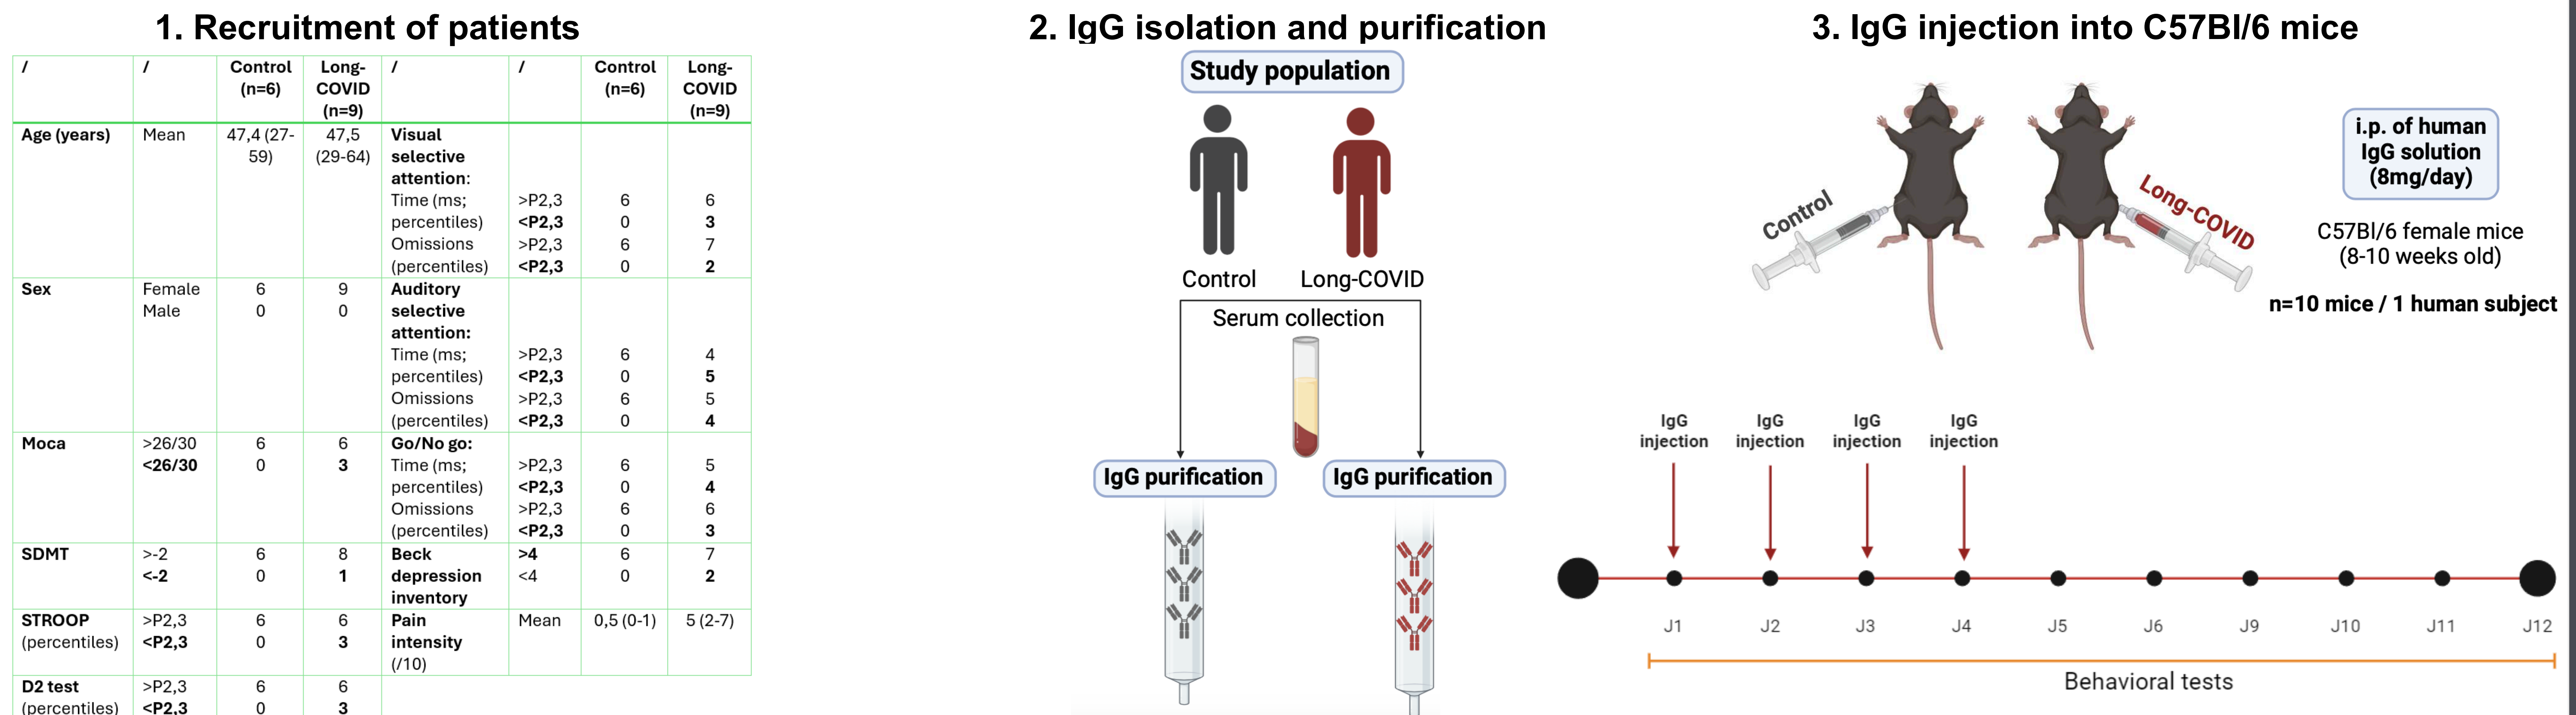 1. Recruitment of patients
/ / Control (n=6) Long-COVID (n=9) / / Control (n=6) Long-COVID (n=9)
Age (years) Mean 47,4 (27-59) 47,5 (29-64) Visual selective attention:
Time (ms; >P2,3 6 6
percentiles) <P2,3 0 3
Omissions >P2,3 6 7
(percentiles) <P2,3 0 2
Sex Female 6 9 Auditory
Male 0 0 selective
attention:
Time (ms; >P2,3 6 4
percentiles) <P2,3 0 5
Omissions >P2,3 6 5
(percentiles) <P2,3 0 4
Moca >26/30 6 6 Go/No go:
<26/30 0 3 Time (ms; >P2,3 6 5
percentiles) <P2,3 0 4
Omissions >P2,3 6 6
(percentiles) <P2,3 0 3
SDMT >-2 6 8 Beck >4 6 7
<-2 0 1 depression <4 0 2
inventory
STROOP >P2,3 6 6 Pain Mean 0,5 (0-1) 5 (2-7)
(percentiles) <P2,3 0 3 intensity
(/10)
D2 test >P2,3 6 6
(percentiles) <P2,3 0 3
2. IgG isolation and purification
Study population
Control Long-COVID
Serum collection
IgG purification IgG purification
3. IgG injection into C57Bl/6 mice
Control
Long-COVID
i.p. of human
IgG solution
(8mg/day)
C57Bl/6 female mice
(8-10 weeks old)
n=10 mice / 1 human subject
IgG injection IgG injection IgG injection IgG injection
J1 J2 J3 J4 J5 J6 J9 J10 J11 J12
Behavioral tests